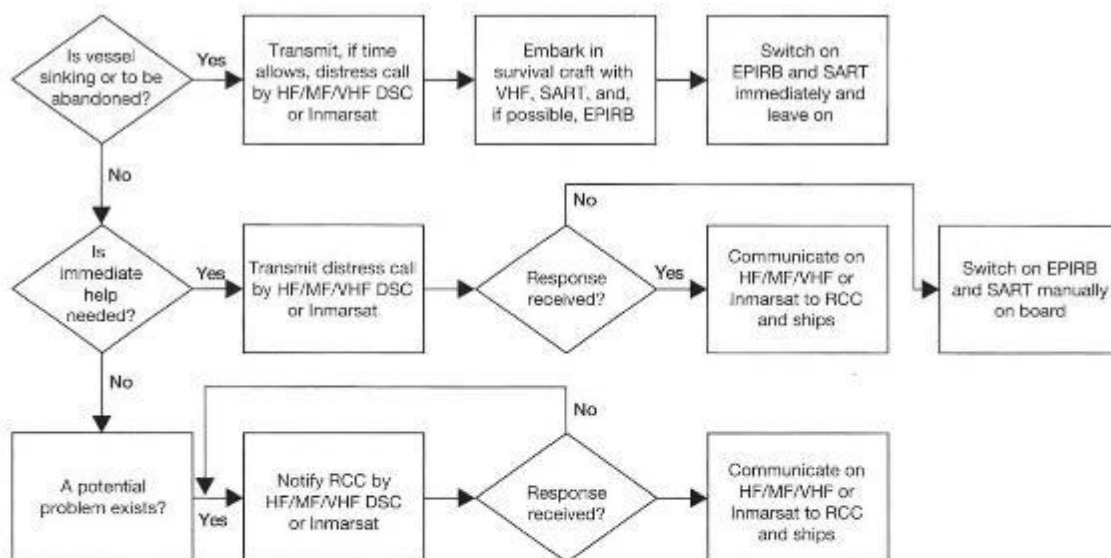 Is vessel
sinking or to be
abandoned?
Yes
Transmit, if time
allows, distress call
by HF/MF/VHF DSC
or Inmarsat
Embark in
survival craft with
VHF, SART, and,
if possible, EPIRB
Switch on
EPIRB and SART
immediately and
leave on
No
Is
immediate
help
needed?
Yes
Transmit distress call
by HF/MF/VHF DSC
or Inmarsat
Response
received?
No
Yes
Communicate on
HF/MF/VHF or
Inmarsat to RCC
and ships
Switch on EPIRB
and SART manually
on board
No
A potential
problem exists?
Yes
Notify RCC by
HF/MF/VHF DSC
or Inmarsat
Response
received?
No
Communicate on
HF/MF/VHF or
Inmarsat to RCC
and ships